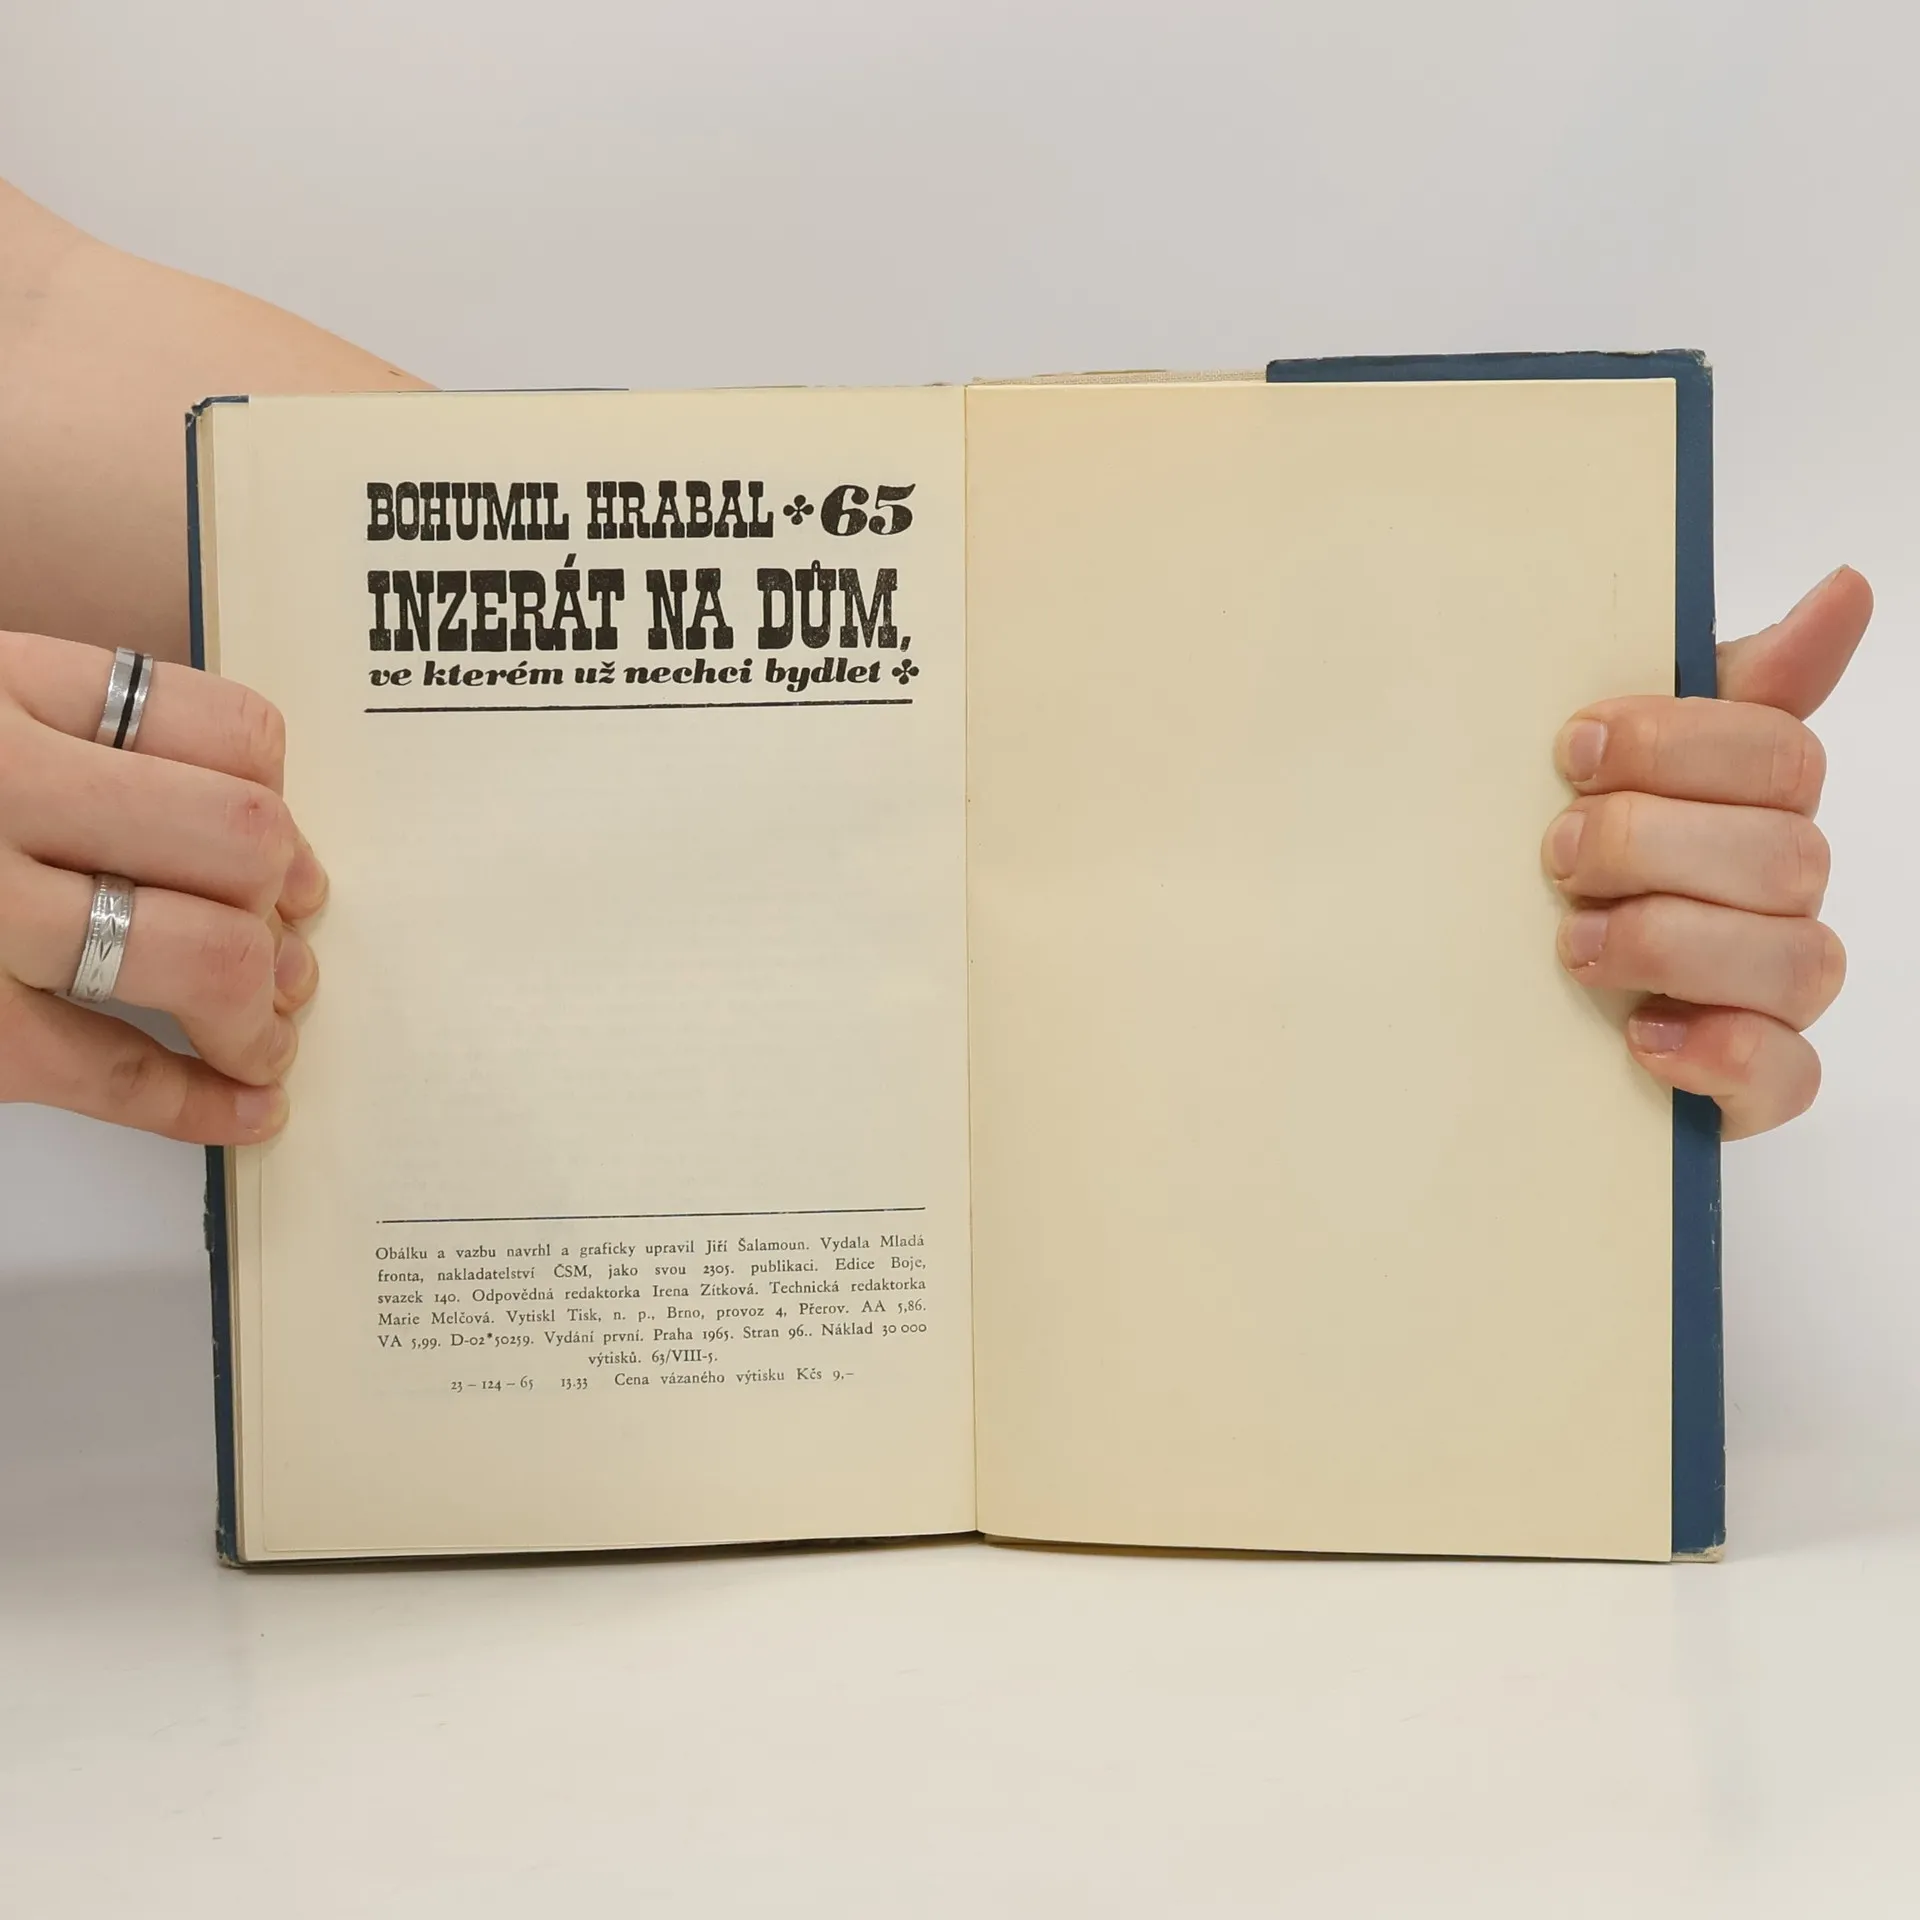 BOHUMIL HRABAL ✤ 65
INZERÁT NA DŮM,
ve kterém už nechci bydlet ✤
Obálku a vazbu navrhl a graficky upravil Jiří Šalamoun. Vydala Mladá
fronta, nakladatelství ČSM, jako svou 2305. publikaci. Edice Boje,
svazek 140. Odpovědná redaktorka Irena Zítková. Technická redaktorka
Marie Melčová. Vytiskl Tisk, n. p., Brno, provoz 4, Přerov. AA 5,86.
VA 5,99. D-02*50259. Vydání první. Praha 1965. Stran 96.. Náklad 30 000
výtisků. 63/VIII-5.
23 – 124 – 65 13.33 Cena vázaného výtisku Kčs 9,–